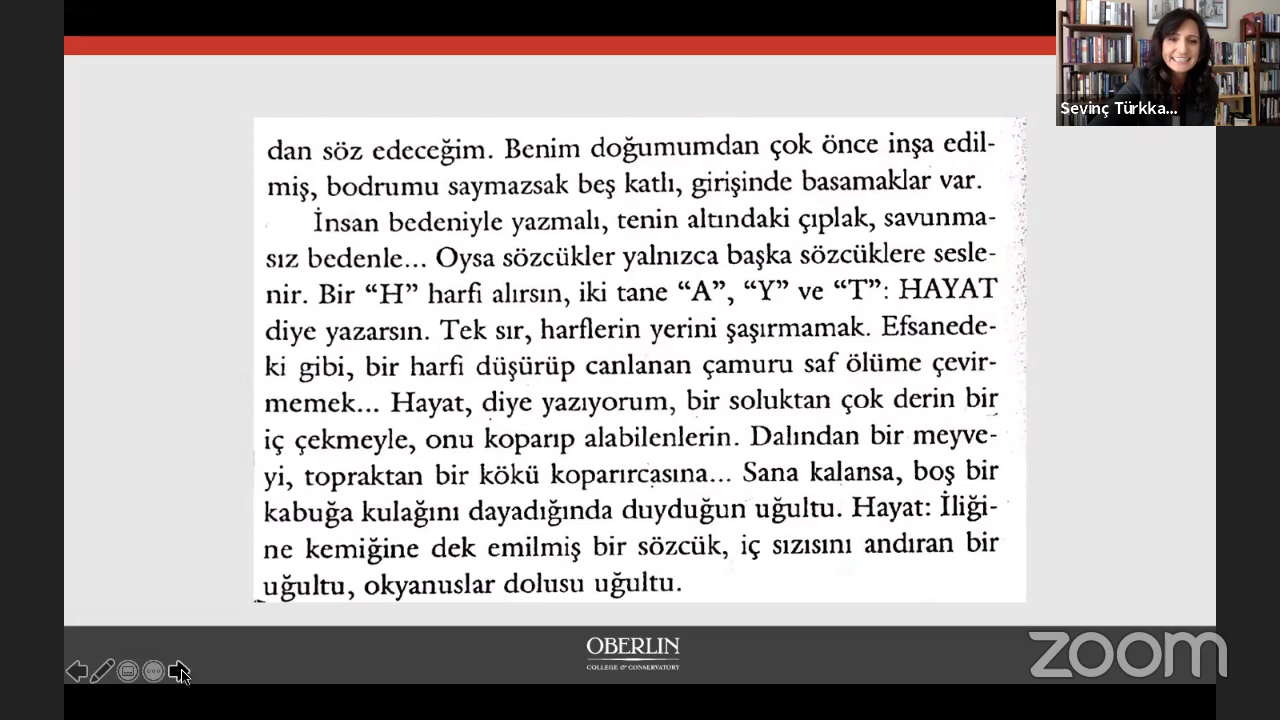 Sevinç Türkka...
dan söz edeceğim. Benim doğumumdan çok önce inşa edil-
miş, bodrumu saymazsak beş katlı, girişinde basamaklar var.
İnsan bedeniyle yazmalı, tenin altındaki çıplak, savunma-
sız bedenle... Oysa sözcükler yalnızca başka sözcüklere sesle-
nir. Bir “H” harfi alırsın, iki tane “A”, “Y” ve “T”: HAYAT
diye yazarsın. Tek sır, harflerin yerini şaşırmamak. Efsanede-
ki gibi, bir harfi düşürüp canlanan çamuru saf ölüme çevir-
memek... Hayat, diye yazıyorum, bir soluktan çok derin bir
iç çekmeyle, onu koparıp alabilenlerin. Dalından bir meyve-
yi, topraktan bir kökü koparırcasına... Sana kalansa, boş bir
kabuğa kulağını dayadığında duyduğun uğultu. Hayat: İliği-
ne kemiğine dek emilmiş bir sözcük, iç sızısını andıran bir
uğultu, okyanuslar dolusu uğultu.
OBERLIN
COLLEGE & CONSERVATORY
zoom